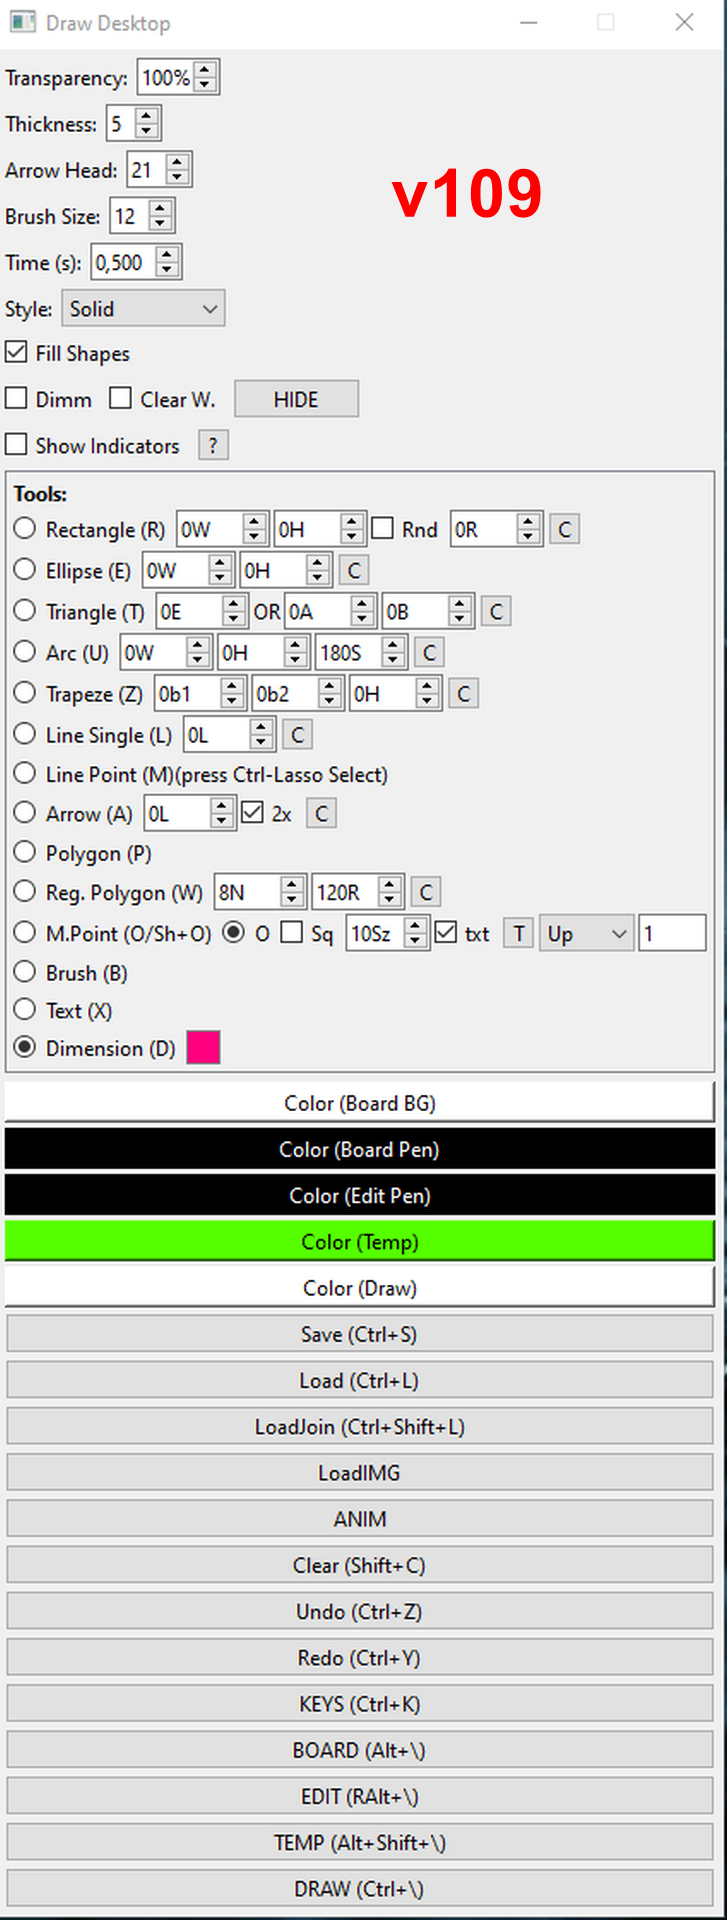 Draw Desktop
Transparency: 100%
Thickness: 5
Arrow Head: 21
v109
Brush Size: 12
Time (s): 0,500
Style: Solid
Fill Shapes
Dimm Clear W. HIDE
Show Indicators ?
Tools:
Rectangle (R) 0W 0H Rnd 0R C
Ellipse (E) 0W 0H C
Triangle (T) 0E OR 0A 0B C
Arc (U) 0W 0H 180S C
Trapeze (Z) 0b1 0b2 0H C
Line Single (L) 0L C
Line Point (M)(press Ctrl-Lasso Select)
Arrow (A) 0L 2x C
Polygon (P)
Reg. Polygon (W) 8N 120R C
M.Point (O/Sh+O) O Sq 10Sz txt T Up 1
Brush (B)
Text (X)
Dimension (D)
Color (Board BG)
Color (Board Pen)
Color (Edit Pen)
Color (Temp)
Color (Draw)
Save (Ctrl+S)
Load (Ctrl+L)
LoadJoin (Ctrl+Shift+L)
LoadIMG
ANIM
Clear (Shift+C)
Undo (Ctrl+Z)
Redo (Ctrl+Y)
KEYS (Ctrl+K)
BOARD (Alt+\)
EDIT (RAlt+\)
TEMP (Alt+Shift+\)
DRAW (Ctrl+\)